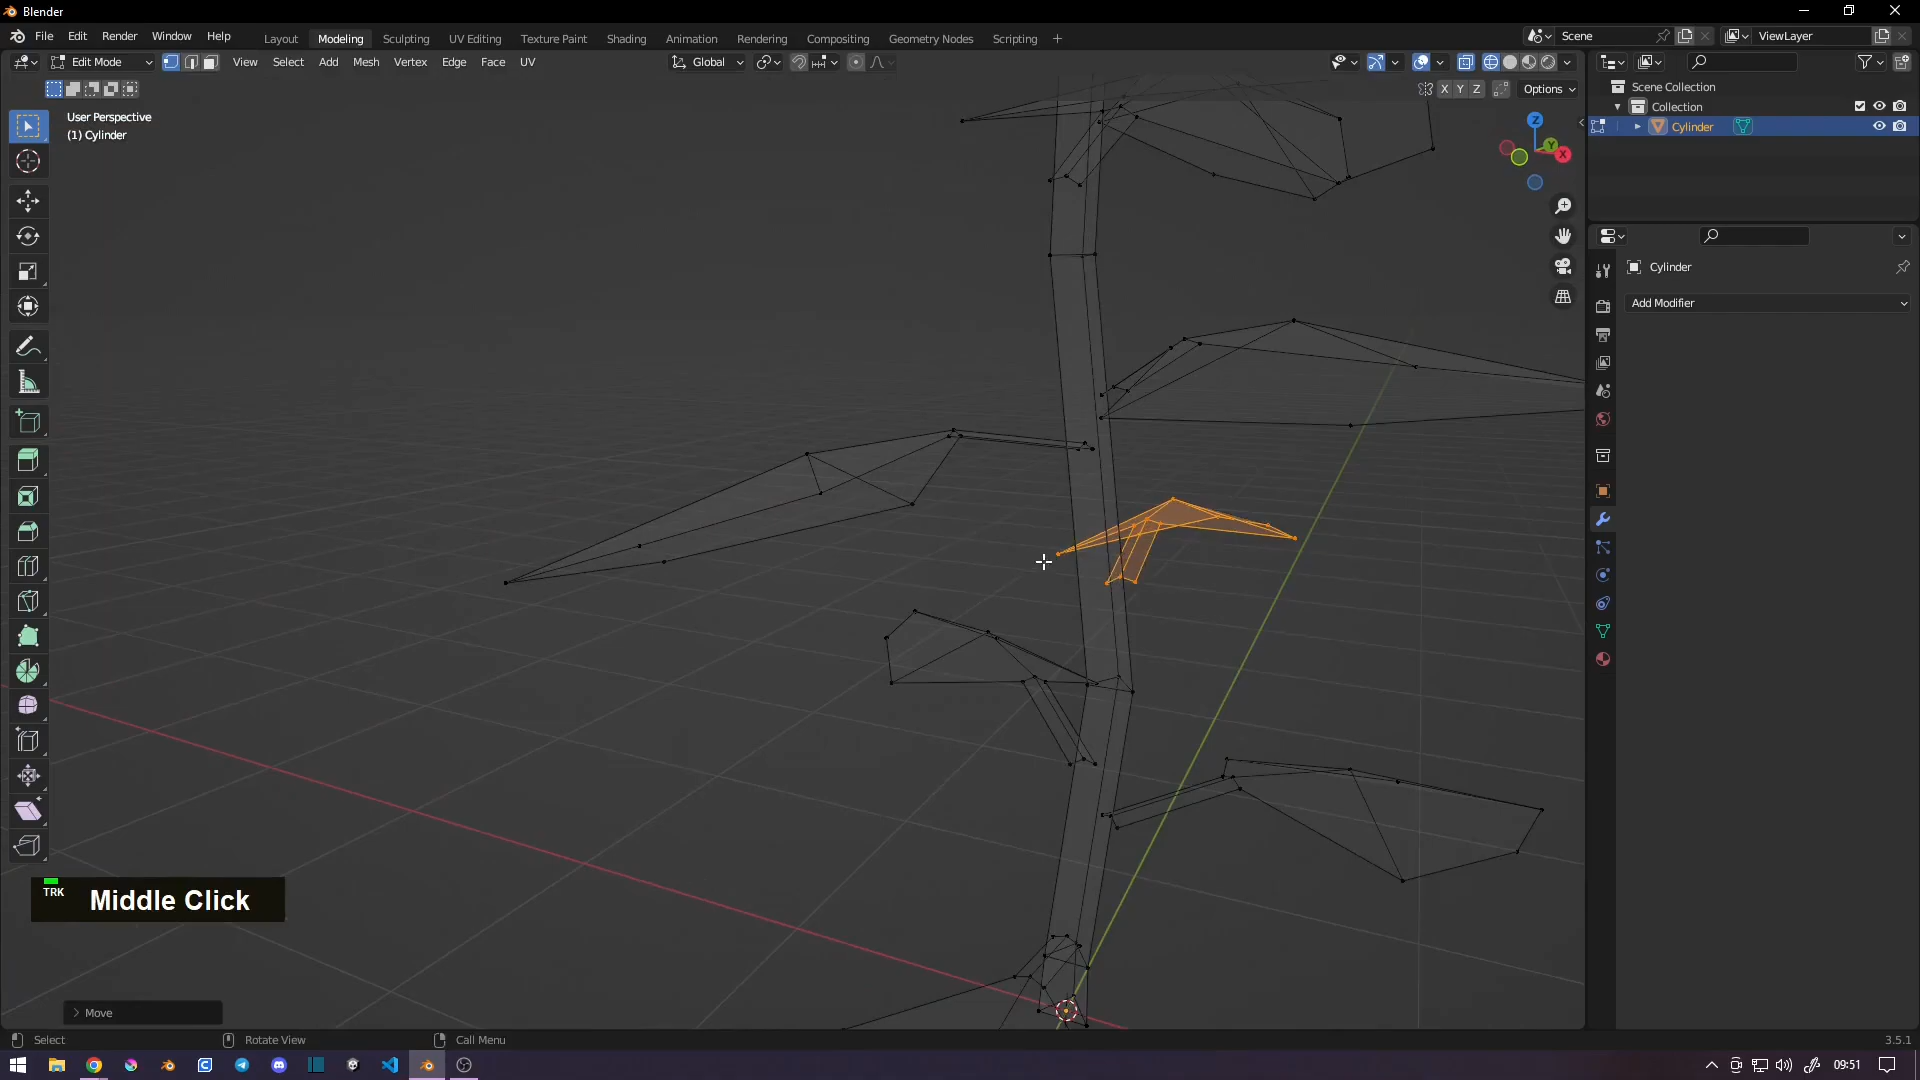 Blender
File Edit Render Window Help
Layout Modeling Sculpting UV Editing Texture Paint Shading Animation Rendering Compositing Geometry Nodes Scripting +
Scene
ViewLayer
Edit Mode View Select Add Mesh Vertex Edge Face UV
Global
X Y Z Options
User Perspective
(1) Cylinder
Z
Y
X
Scene Collection
Collection
Cylinder
Cylinder
Add Modifier
TRK
Middle Click
Move
Select Rotate View Call Menu
3.5.1
09:51